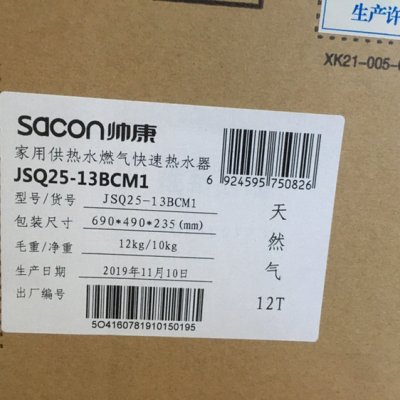 生产许
XK21-005-
sacon帅康
家用供热水燃气快速热水器
JSQ25-13BCM1
6 924595 750826
型号/货号 JSQ25-13BCM1
包装尺寸 690*490*235(mm)
毛重/净重 12kg/10kg
生产日期 2019年11月10日
出厂编号
504160781910150195
天然气
12T